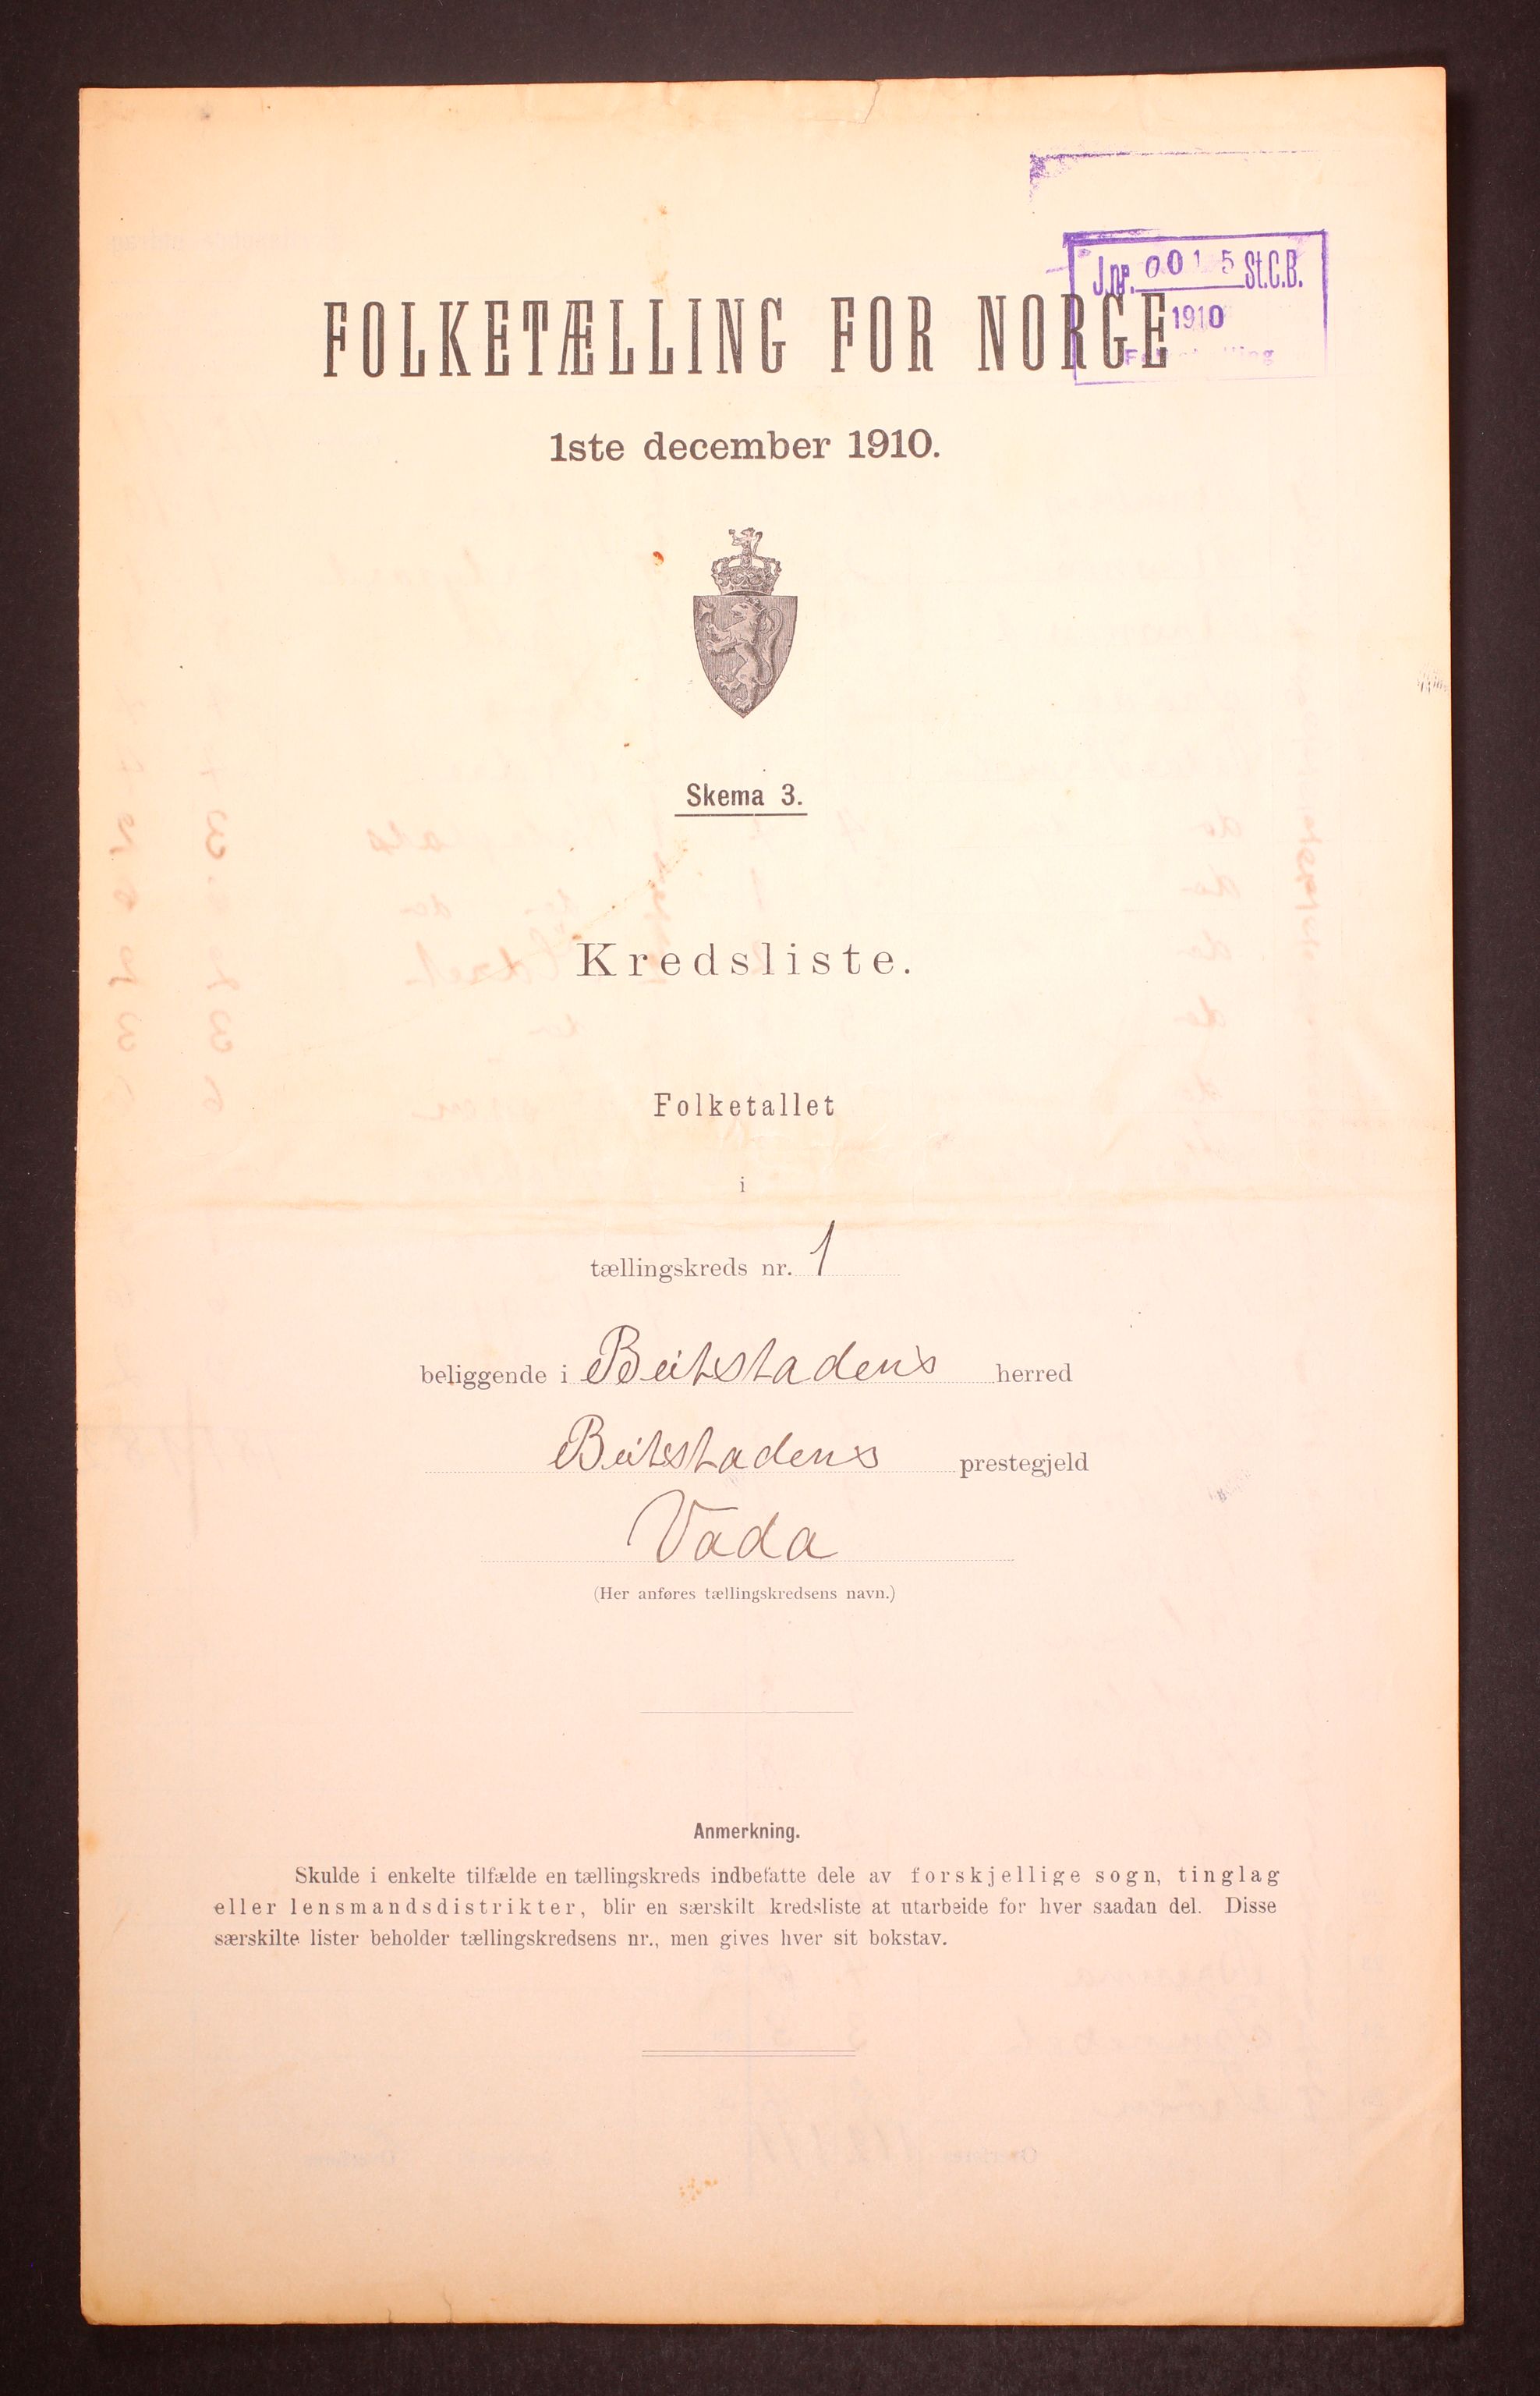 J.nr. 0015 St.C.B.
1910
FOLKETÆLLING FOR NORGE
1ste december 1910.
Skema 3.
Kredsliste.
Folketallet
i
tællingskreds nr. 1
beliggende i Beitstadens herred
Beitstadens prestegjeld
Vada
(Her anføres tællingskredsens navn.)
Anmerkning.
Skulde i enkelte tilfælde en tællingskreds indbefatte dele av forskjellige sogn, tinglag
eller lensmandsdistrikter, blir en særskilt kredsliste at utarbeide for hver saadan del. Disse
særskilte lister beholder tællingskredsens nr., men gives hver sit bokstav.